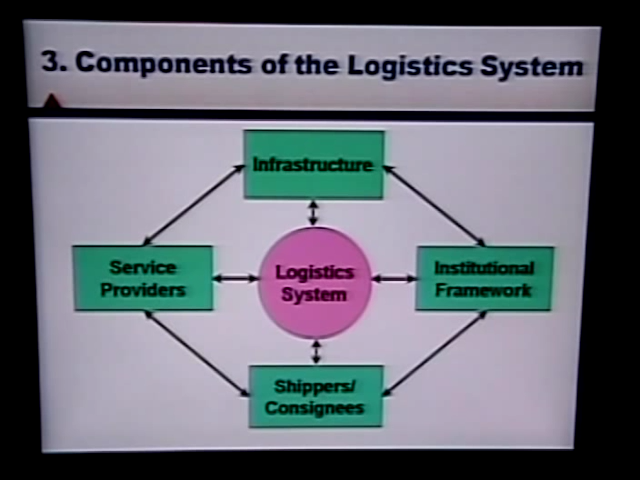 3. Components of the Logistics System
Infrastructure
Service
Providers
Logistics
System
Institutional
Framework
Shippers/
Consignees